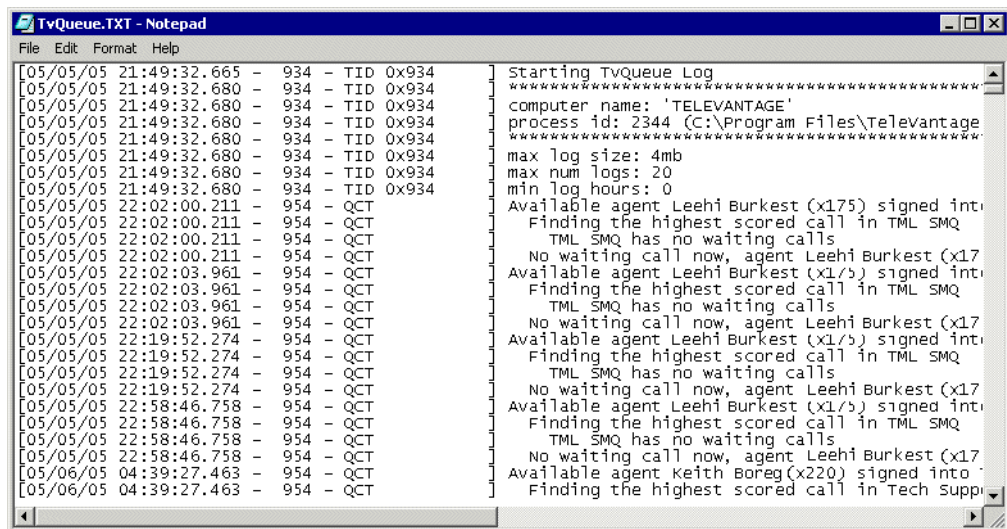 TvQueue.TXT - Notepad
File Edit Format Help
[05/05/05 21:49:32.665 - 934 - TID 0x934 ] Starting TvQueue Log
[05/05/05 21:49:32.680 - 934 - TID 0x934 ] **********************************************
[05/05/05 21:49:32.680 - 934 - TID 0x934 ] computer name: 'TELEVANTAGE'
[05/05/05 21:49:32.680 - 934 - TID 0x934 ] process id: 2344 (C:\Program Files\TeleVantage
[05/05/05 21:49:32.680 - 934 - TID 0x934 ] **********************************************
[05/05/05 21:49:32.680 - 934 - TID 0x934 ] max log size: 4mb
[05/05/05 21:49:32.680 - 934 - TID 0x934 ] max num logs: 20
[05/05/05 21:49:32.680 - 934 - TID 0x934 ] min log hours: 0
[05/05/05 22:02:00.211 - 954 - QCT ] Available agent Leehi Burkest (x175) signed into
[05/05/05 22:02:00.211 - 954 - QCT ] Finding the highest scored call in TML SMQ
[05/05/05 22:02:00.211 - 954 - QCT ] TML SMQ has no waiting calls
[05/05/05 22:02:00.211 - 954 - QCT ] No waiting call now, agent Leehi Burkest (x17
[05/05/05 22:02:03.961 - 954 - QCT ] Available agent Leehi Burkest (x175) signed into
[05/05/05 22:02:03.961 - 954 - QCT ] Finding the highest scored call in TML SMQ
[05/05/05 22:02:03.961 - 954 - QCT ] TML SMQ has no waiting calls
[05/05/05 22:02:03.961 - 954 - QCT ] No waiting call now, agent Leehi Burkest (x17
[05/05/05 22:19:52.274 - 954 - QCT ] Available agent Leehi Burkest (x175) signed into
[05/05/05 22:19:52.274 - 954 - QCT ] Finding the highest scored call in TML SMQ
[05/05/05 22:19:52.274 - 954 - QCT ] TML SMQ has no waiting calls
[05/05/05 22:19:52.274 - 954 - QCT ] No waiting call now, agent Leehi Burkest (x17
[05/05/05 22:58:46.758 - 954 - QCT ] Available agent Leehi Burkest (x175) signed into
[05/05/05 22:58:46.758 - 954 - QCT ] Finding the highest scored call in TML SMQ
[05/05/05 22:58:46.758 - 954 - QCT ] TML SMQ has no waiting calls
[05/05/05 22:58:46.758 - 954 - QCT ] No waiting call now, agent Leehi Burkest (x17
[05/06/05 04:39:27.463 - 954 - QCT ] Available agent Keith Boreg (x220) signed into
[05/06/05 04:39:27.463 - 954 - QCT ] Finding the highest scored call in Tech Supp